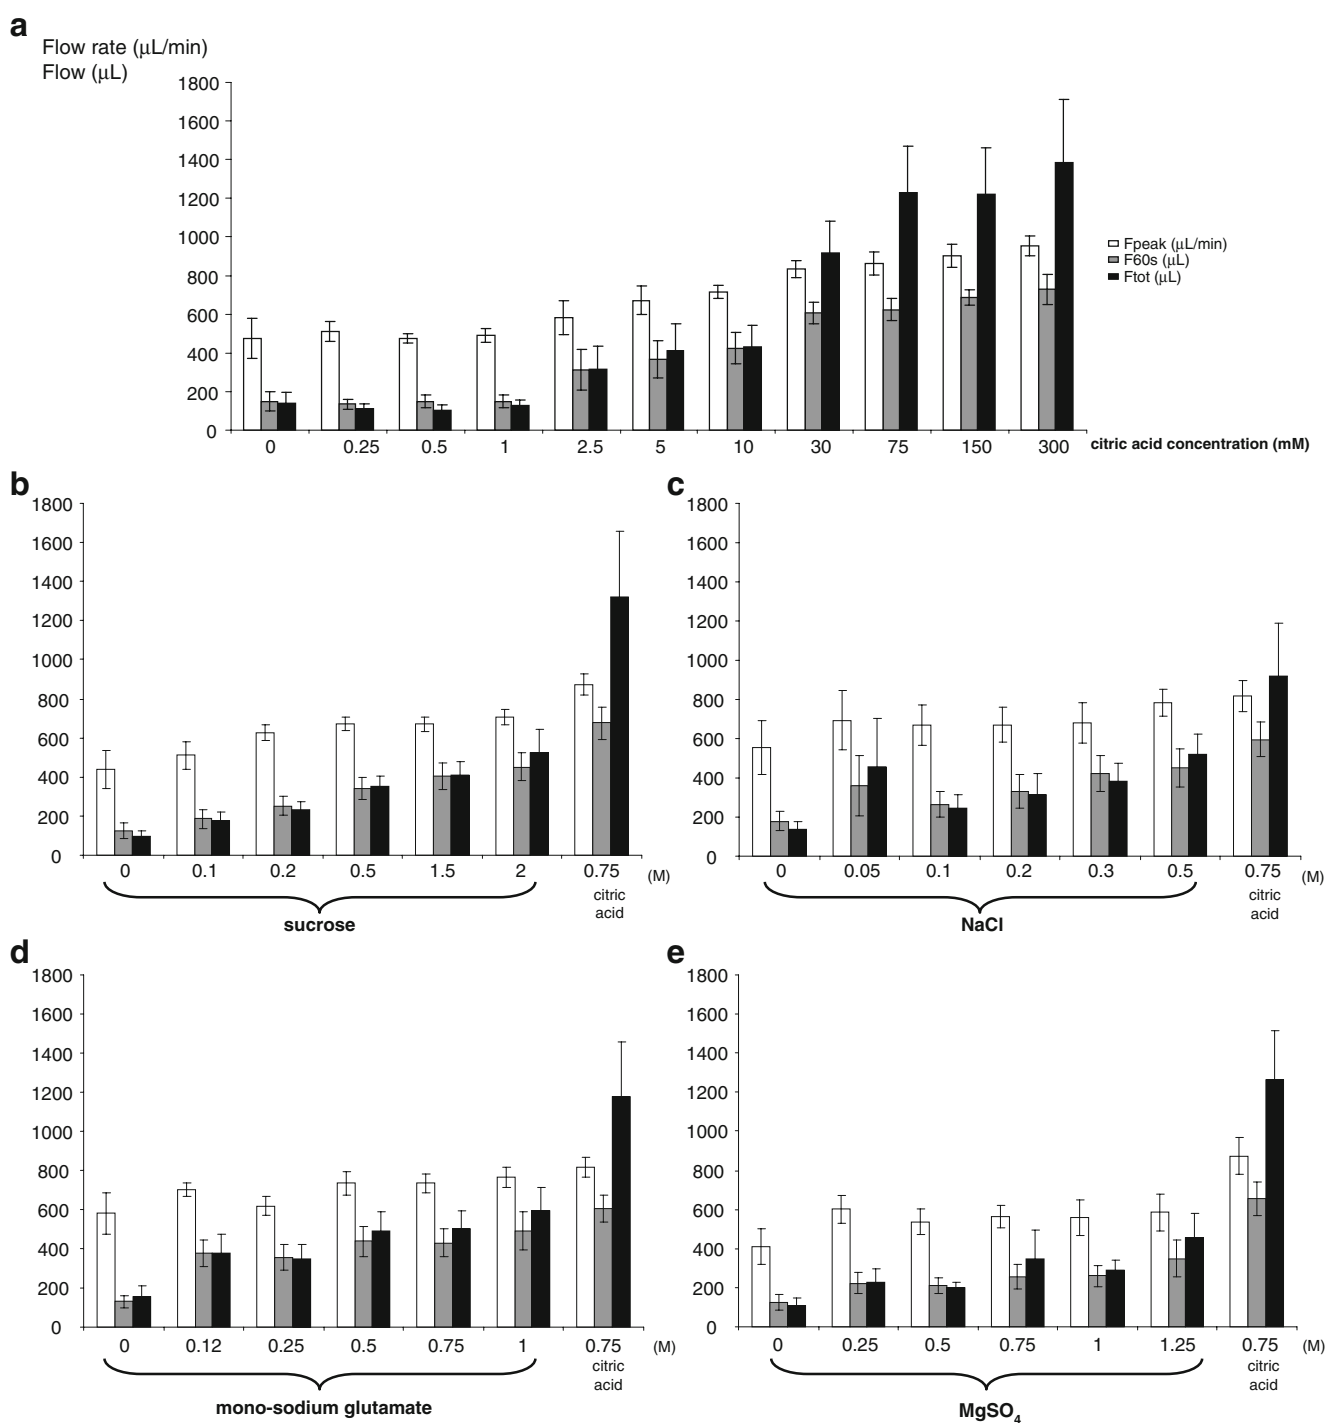 a
Flow rate (μL/min)
Flow (μL)
1800
1600
1400
1200
1000
800
600
400
200
0
Fpeak (μL/min)
F60s (μL)
Ftot (μL)
0 0.25 0.5 1 2.5 5 10 30 75 150 300 citric acid concentration (mM)
b
1800
1600
1400
1200
1000
800
600
400
200
0
0 0.1 0.2 0.5 1.5 2 0.75 (M)
citric
acid
sucrose
c
1800
1600
1400
1200
1000
800
600
400
200
0
0 0.05 0.1 0.2 0.3 0.5 0.75 (M)
citric
acid
NaCl
d
1800
1600
1400
1200
1000
800
600
400
200
0
0 0.12 0.25 0.5 0.75 1 0.75 (M)
citric
acid
mono-sodium glutamate
e
1800
1600
1400
1200
1000
800
600
400
200
0
0 0.25 0.5 0.75 1 1.25 0.75 (M)
citric
acid
MgSO₄